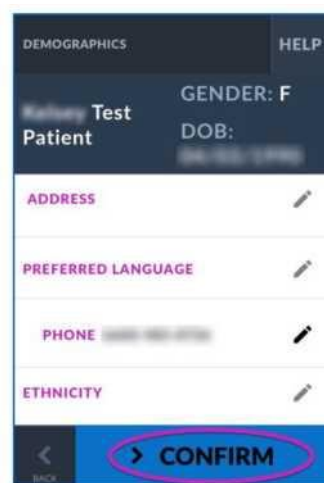 DEMOGRAPHICS HELP
Test
Patient
GENDER: F
DOB:
ADDRESS
PREFERRED LANGUAGE
PHONE
ETHNICITY
BACK
CONFIRM